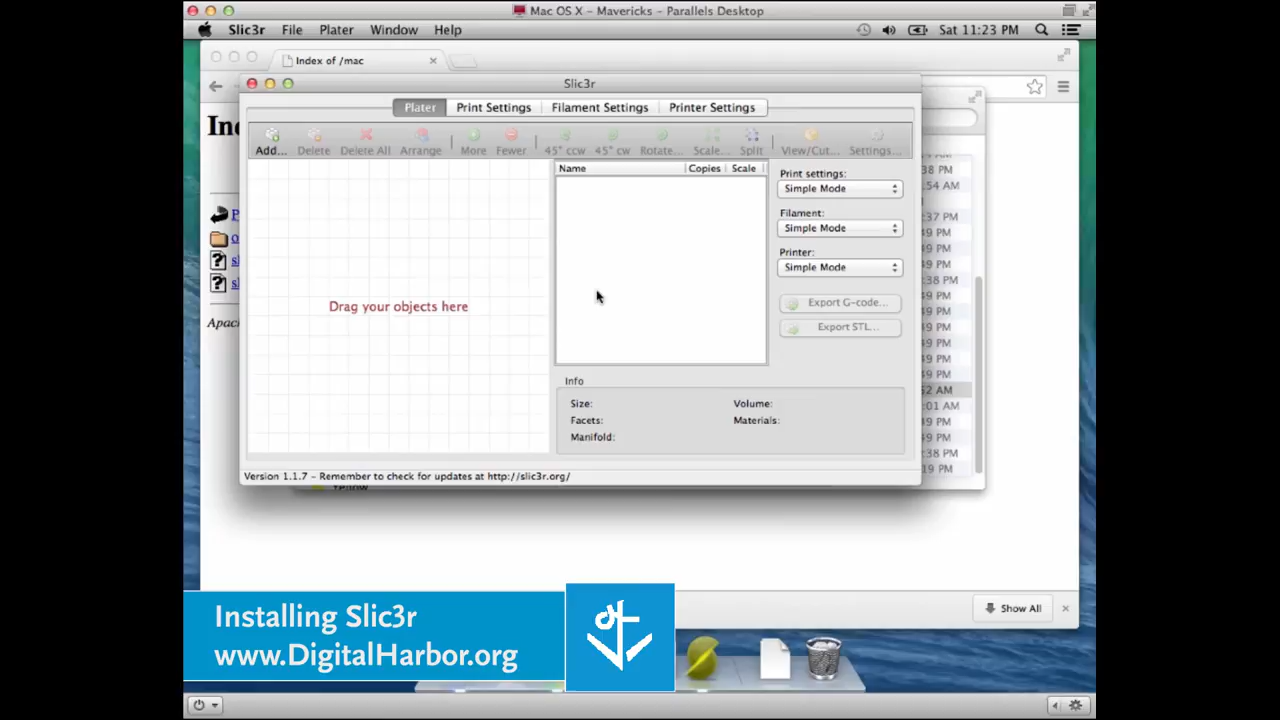 Mac OS X - Mavericks - Parallels Desktop
Slic3r File Plater Window Help Sat 11:23 PM
Index of /mac
Slic3r
Plater Print Settings Filament Settings Printer Settings
Add... Delete Delete All Arrange More Fewer 45° ccw 45° cw Rotate... Scale... Split View/Cut... Settings...
Name Copies Scale
Print settings:
Simple Mode
Filament:
Simple Mode
Printer:
Simple Mode
Export G-code...
Export STL...
Drag your objects here
Info
Size: Volume:
Facets: Materials:
Manifold:
Version 1.1.7 - Remember to check for updates at http://slic3r.org/
Show All
Installing Slic3r
www.DigitalHarbor.org